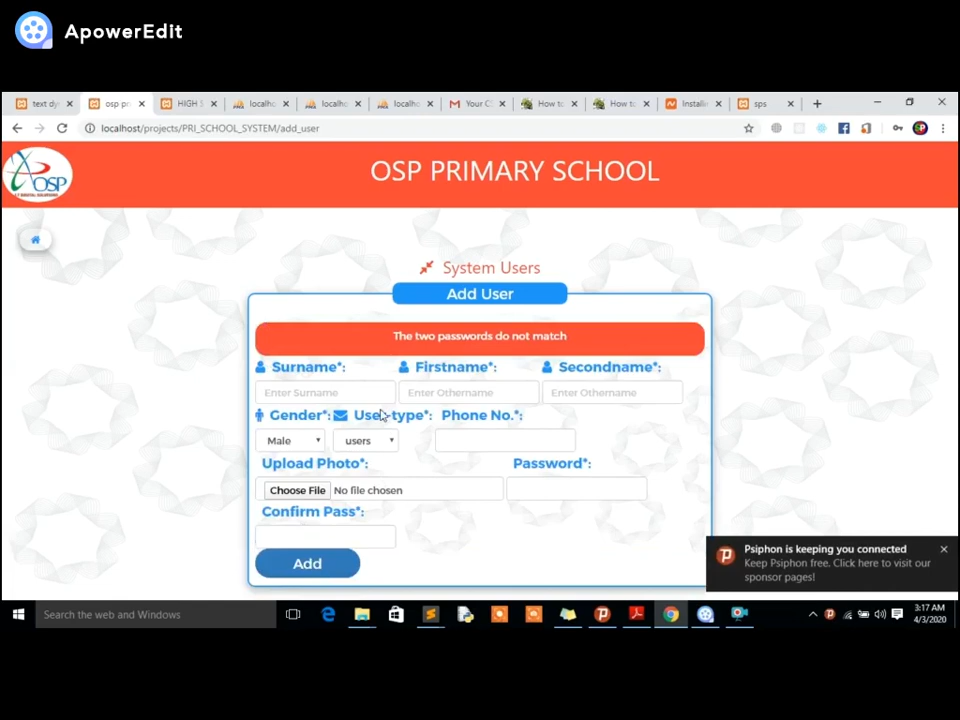 ApowerEdit
text dy
osp pr
HIGH S
localho
localho
localho
Your C
How to
How to
Installi
sps
localhost/projects/PRI_SCHOOL_SYSTEM/add_user
OSP
OSP PRIMARY SCHOOL
System Users
Add User
The two passwords do not match
Surname*: Firstname*: Secondname*:
Enter Surname Enter Othername Enter Othername
Gender*: User type*: Phone No.*:
Male users
Upload Photo*: Password*:
Choose File No file chosen
Confirm Pass*:
Add
Psiphon is keeping you connected
Keep Psiphon free. Click here to visit our
sponsor pages!
Search the web and Windows
3:17 AM
4/3/2020